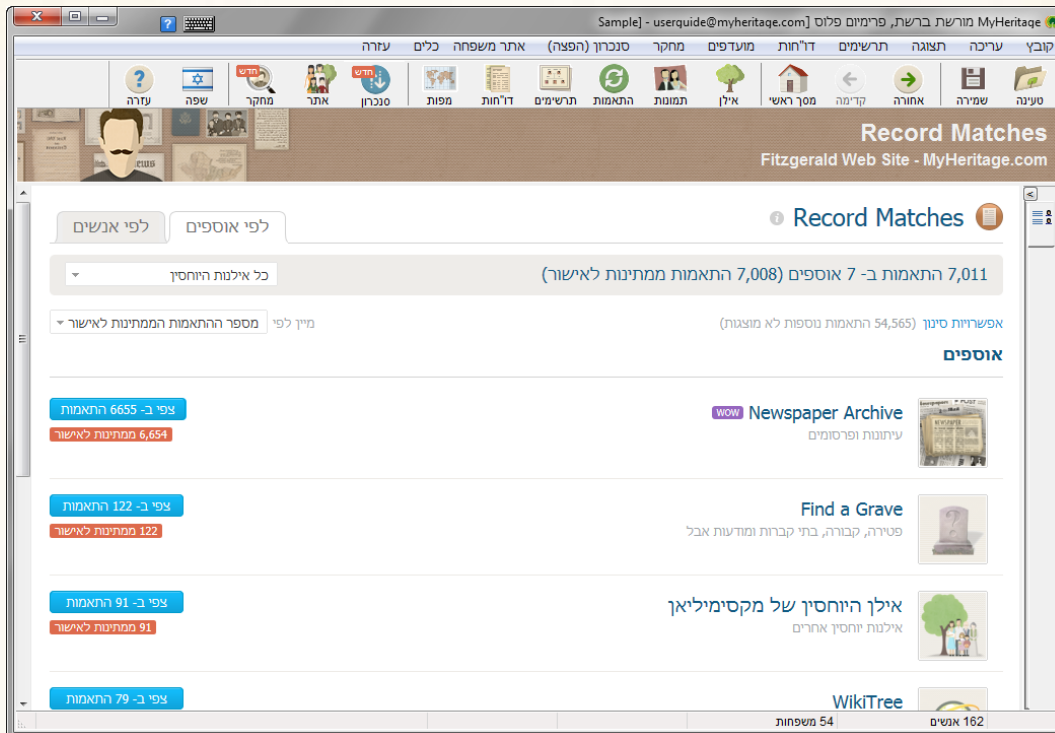 MyHeritage מורשת ברשת, פרימיום פלוס [Sample - userguide@myheritage.com]
קובץ עריכה תצוגה תרשימים דו"חות מועדפים מחקר סנכרון (הפצה) אתר משפחה כלים עזרה
טעינה שמירה אחורה קדימה מסך ראשי אילן תמונות התאמות תרשימים דו"חות מפות סנכרון אתר מחקר שפה עזרה
חדש חדש
Record Matches
Fitzgerald Web Site - MyHeritage.com
Record Matches
לפי אוספים לפי אנשים
7,011 התאמות ב- 7 אוספים (7,008 התאמות ממתינות לאישור)
כל אילנות היוחסין
אפשרויות סינון (54,565 התאמות נוספות לא מוצגות)
מיין לפי מספר ההתאמות הממתינות לאישור
אוספים
Newspaper Archive WOW
עיתונות ופרסומים
צפי ב- 6655 התאמות
6,654 ממתינות לאישור
Find a Grave
פטירה, קבורה, בתי קברות ומודעות אבל
צפי ב- 122 התאמות
122 ממתינות לאישור
אילן היוחסין של מקסימיליאן
אילנות יוחסין אחרים
צפי ב- 91 התאמות
91 ממתינות לאישור
WikiTree
צפי ב- 79 התאמות
162 אנשים 54 משפחות